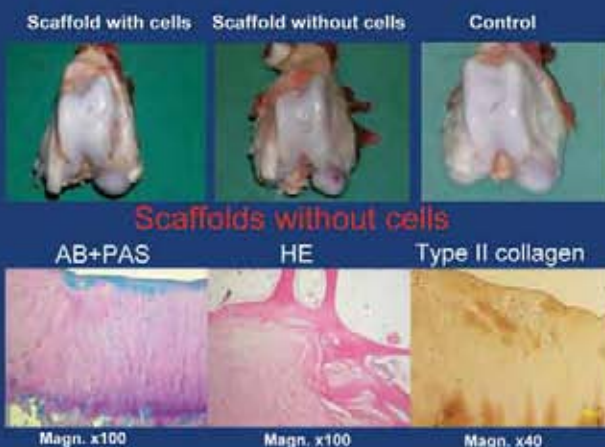 Scaffold with cells Scaffold without cells Control
Scaffolds without cells
AB+PAS HE Type II collagen
Magn. x100 Magn. x100 Magn. x40